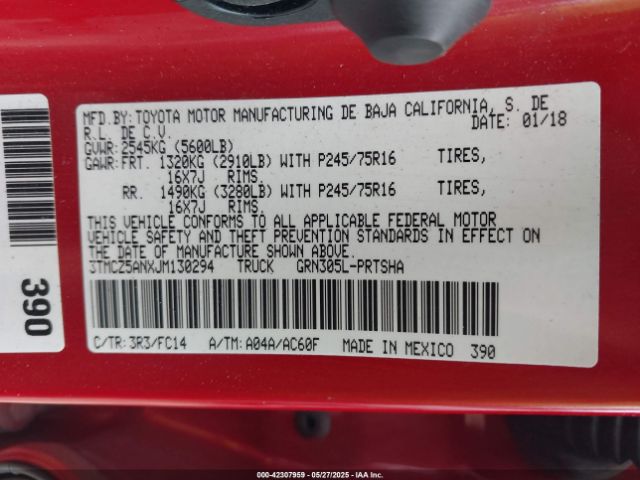 MFD.BY: TOYOTA MOTOR MANUFACTURING DE BAJA CALIFORNIA, S. DE
R.L. DE C.V. DATE: 01/18
GVWR: 2545KG (5600LB)
GAWR: FRT. 1320KG (2910LB) WITH P245/75R16 TIRES,
16X7J RIMS.
RR. 1490KG (3280LB) WITH P245/75R16 TIRES,
16X7J RIMS.
THIS VEHICLE CONFORMS TO ALL APPLICABLE FEDERAL MOTOR
VEHICLE SAFETY AND THEFT PREVENTION STANDARDS IN EFFECT ON
THE DATE OF MANUFACTURE SHOWN ABOVE.
3TMCZ5ANXJM130294 TRUCK GRN305L-PRTSHA
C/TR: 3R3/FC14 A/TM: A04A/AC60F MADE IN MEXICO 390
390
000-42307959 | 05/27/2025 | IAAI.COM